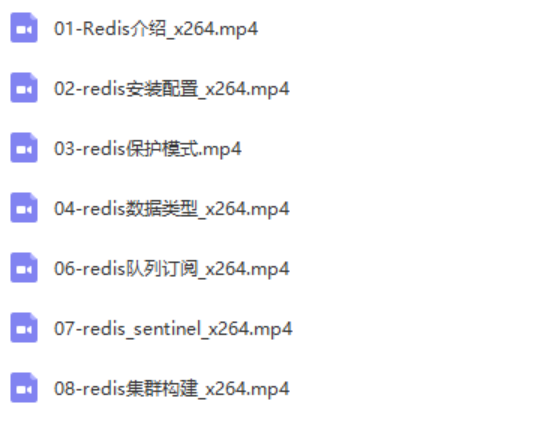 01-Redis介绍_x264.mp4
02-redis安装配置_x264.mp4
03-redis保护模式.mp4
04-redis数据类型_x264.mp4
06-redis队列订阅_x264.mp4
07-redis_sentinel_x264.mp4
08-redis集群构建_x264.mp4